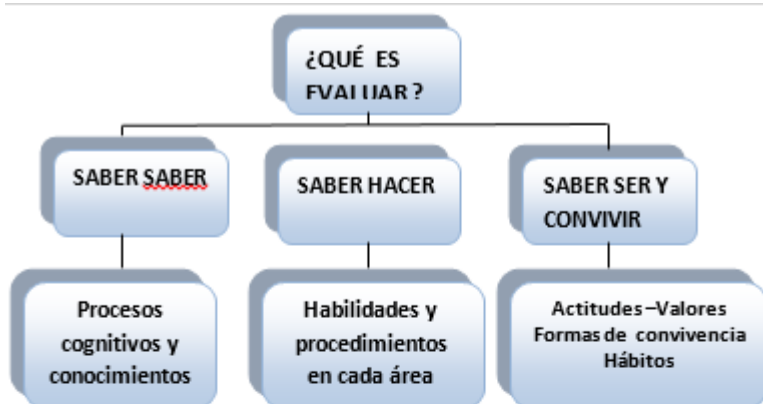 ¿QUÉ ES
EVALUAR ?
SABER SABER
SABER HACER
SABER SER Y
CONVIVIR
Procesos
cognitivos y
conocimientos
Habilidades y
procedimientos
en cada área
Actitudes –Valores
Formas de convivencia
Hábitos